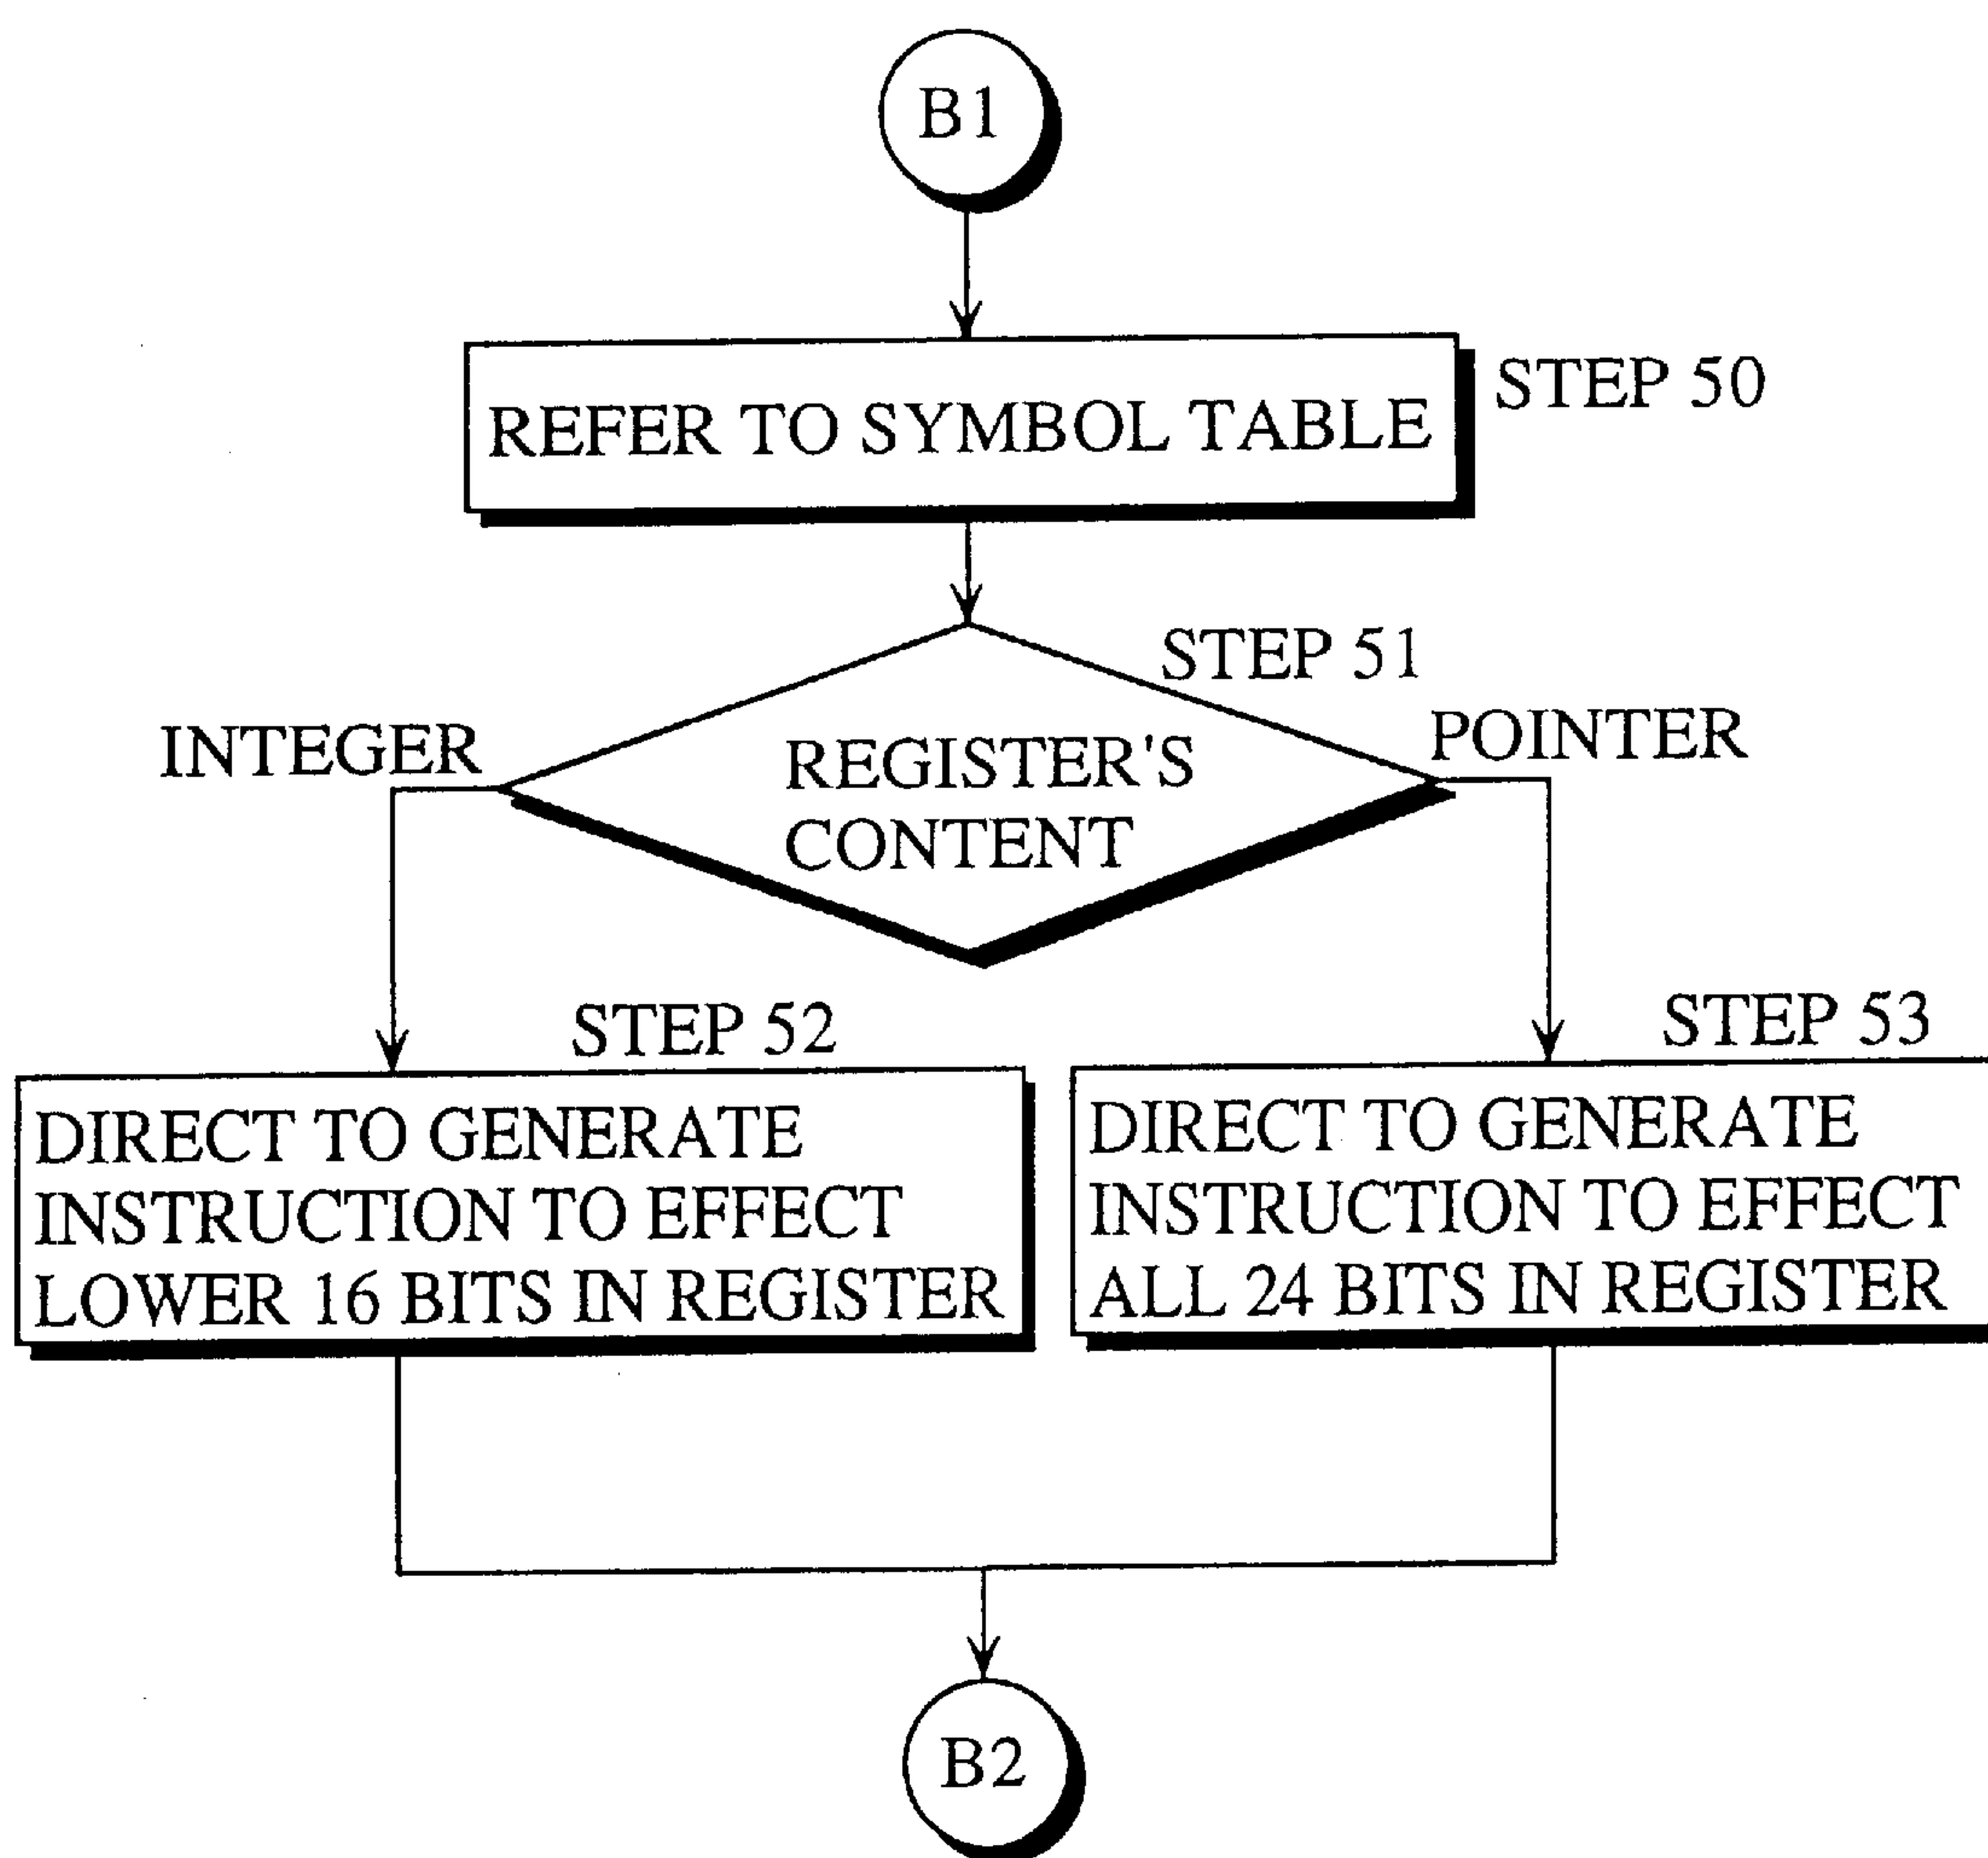 B1
REFER TO SYMBOL TABLE
STEP 50
STEP 51
INTEGER
REGISTER'S
CONTENT
POINTER
STEP 52
DIRECT TO GENERATE
INSTRUCTION TO EFFECT
LOWER 16 BITS IN REGISTER
STEP 53
DIRECT TO GENERATE
INSTRUCTION TO EFFECT
ALL 24 BITS IN REGISTER
B2